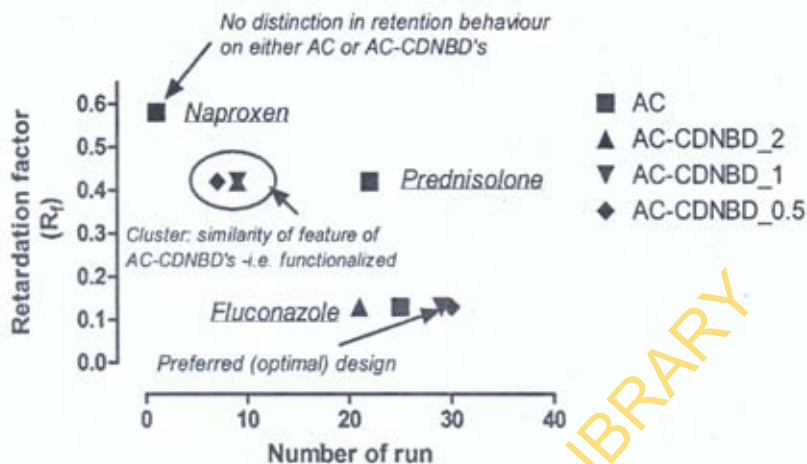 No distinction in retention behaviour
on either AC or AC-CDNBD's
Naproxen
Prednisolone
Cluster: similarity of feature of
AC-CDNBD's -i.e. functionalized
Fluconazole
Preferred (optimal) design
Retardation factor
(Rf)
0.6
0.5
0.4
0.3
0.2
0.1
0.0
0
10
20
30
40
Number of run
AC
AC-CDNBD_2
AC-CDNBD_1
AC-CDNBD_0.5
IBRARY